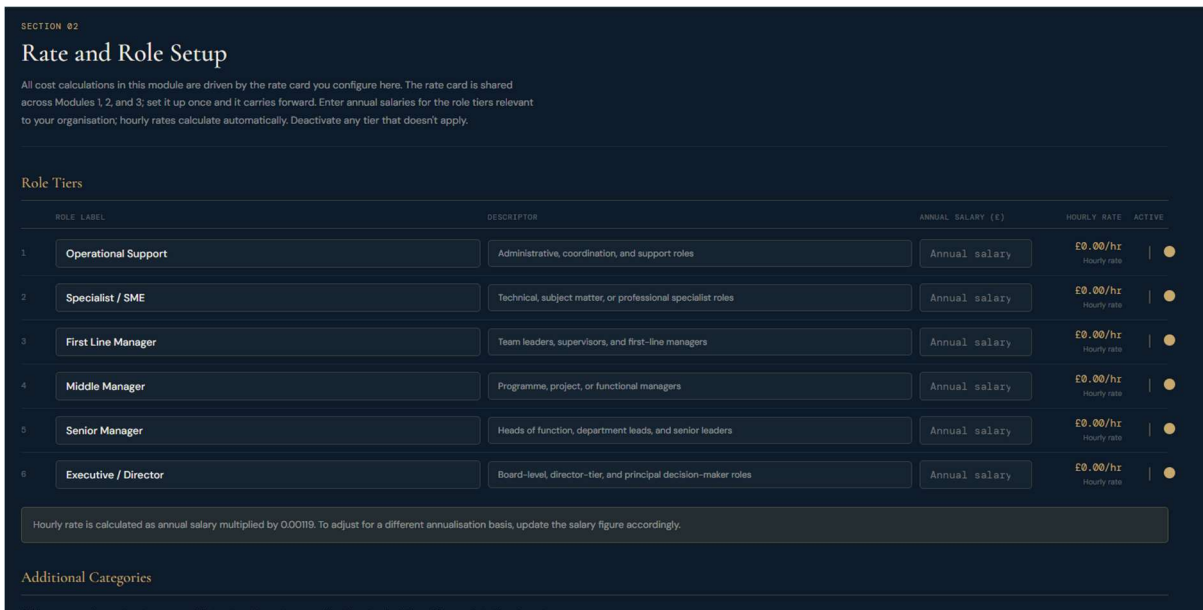 SECTION 02
Rate and Role Setup
All cost calculations in this module are driven by the rate card you configure here. The rate card is shared
across Modules 1, 2, and 3; set it up once and it carries forward. Enter annual salaries for the role tiers relevant
to your organisation; hourly rates calculate automatically. Deactivate any tier that doesn't apply.
Role Tiers
ROLE LABEL DESCRIPTOR ANNUAL SALARY (£) HOURLY RATE ACTIVE
1 Operational Support Administrative, coordination, and support roles Annual salary £0.00/hr
Hourly rate
2 Specialist / SME Technical, subject matter, or professional specialist roles Annual salary £0.00/hr
Hourly rate
3 First Line Manager Team leaders, supervisors, and first-line managers Annual salary £0.00/hr
Hourly rate
4 Middle Manager Programme, project, or functional managers Annual salary £0.00/hr
Hourly rate
5 Senior Manager Heads of function, department leads, and senior leaders Annual salary £0.00/hr
Hourly rate
6 Executive / Director Board-level, director-tier, and principal decision-maker roles Annual salary £0.00/hr
Hourly rate
Hourly rate is calculated as annual salary multiplied by 0.00119. To adjust for a different annualisation basis, update the salary figure accordingly.
Additional Categories